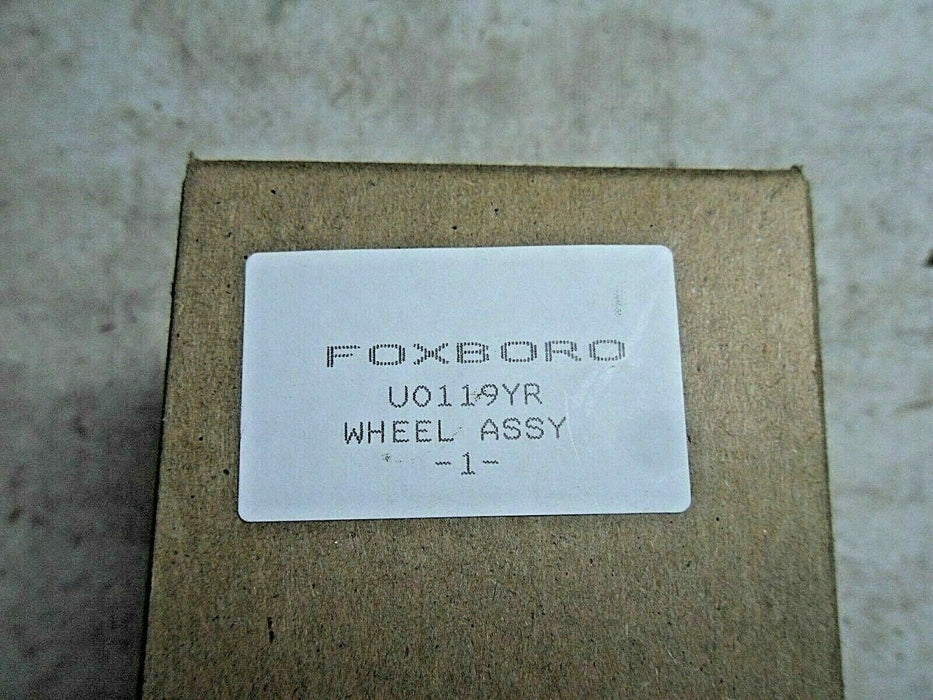 FOXBORO
U0119YR
WHEEL ASSY
-1-